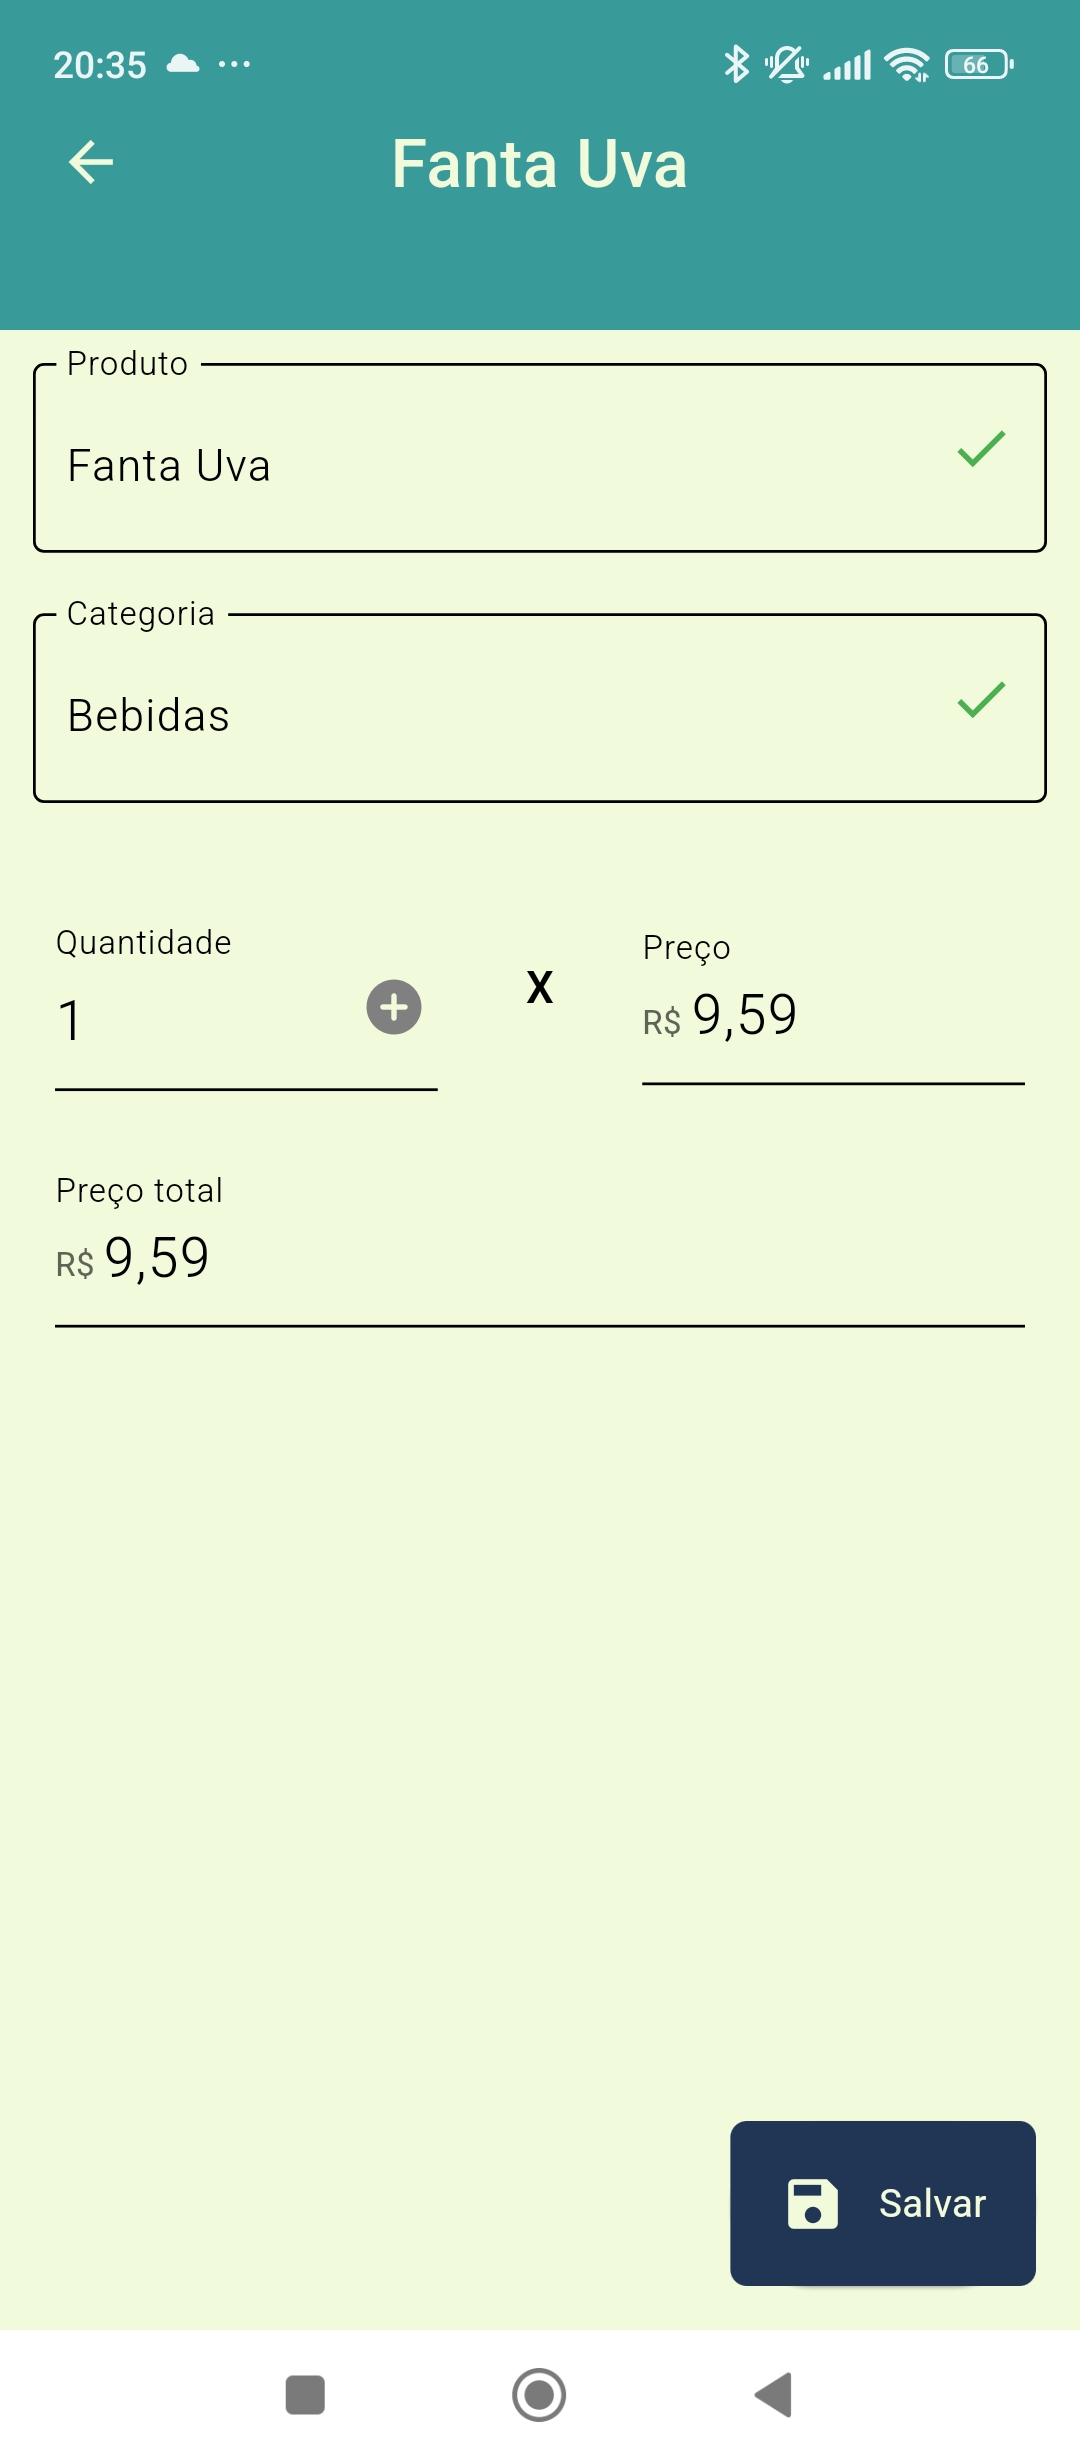 20:35
66
Fanta Uva
Produto
Fanta Uva
Categoria
Bebidas
Quantidade
1
X
Preço
R$ 9,59
Preço total
R$ 9,59
Salvar